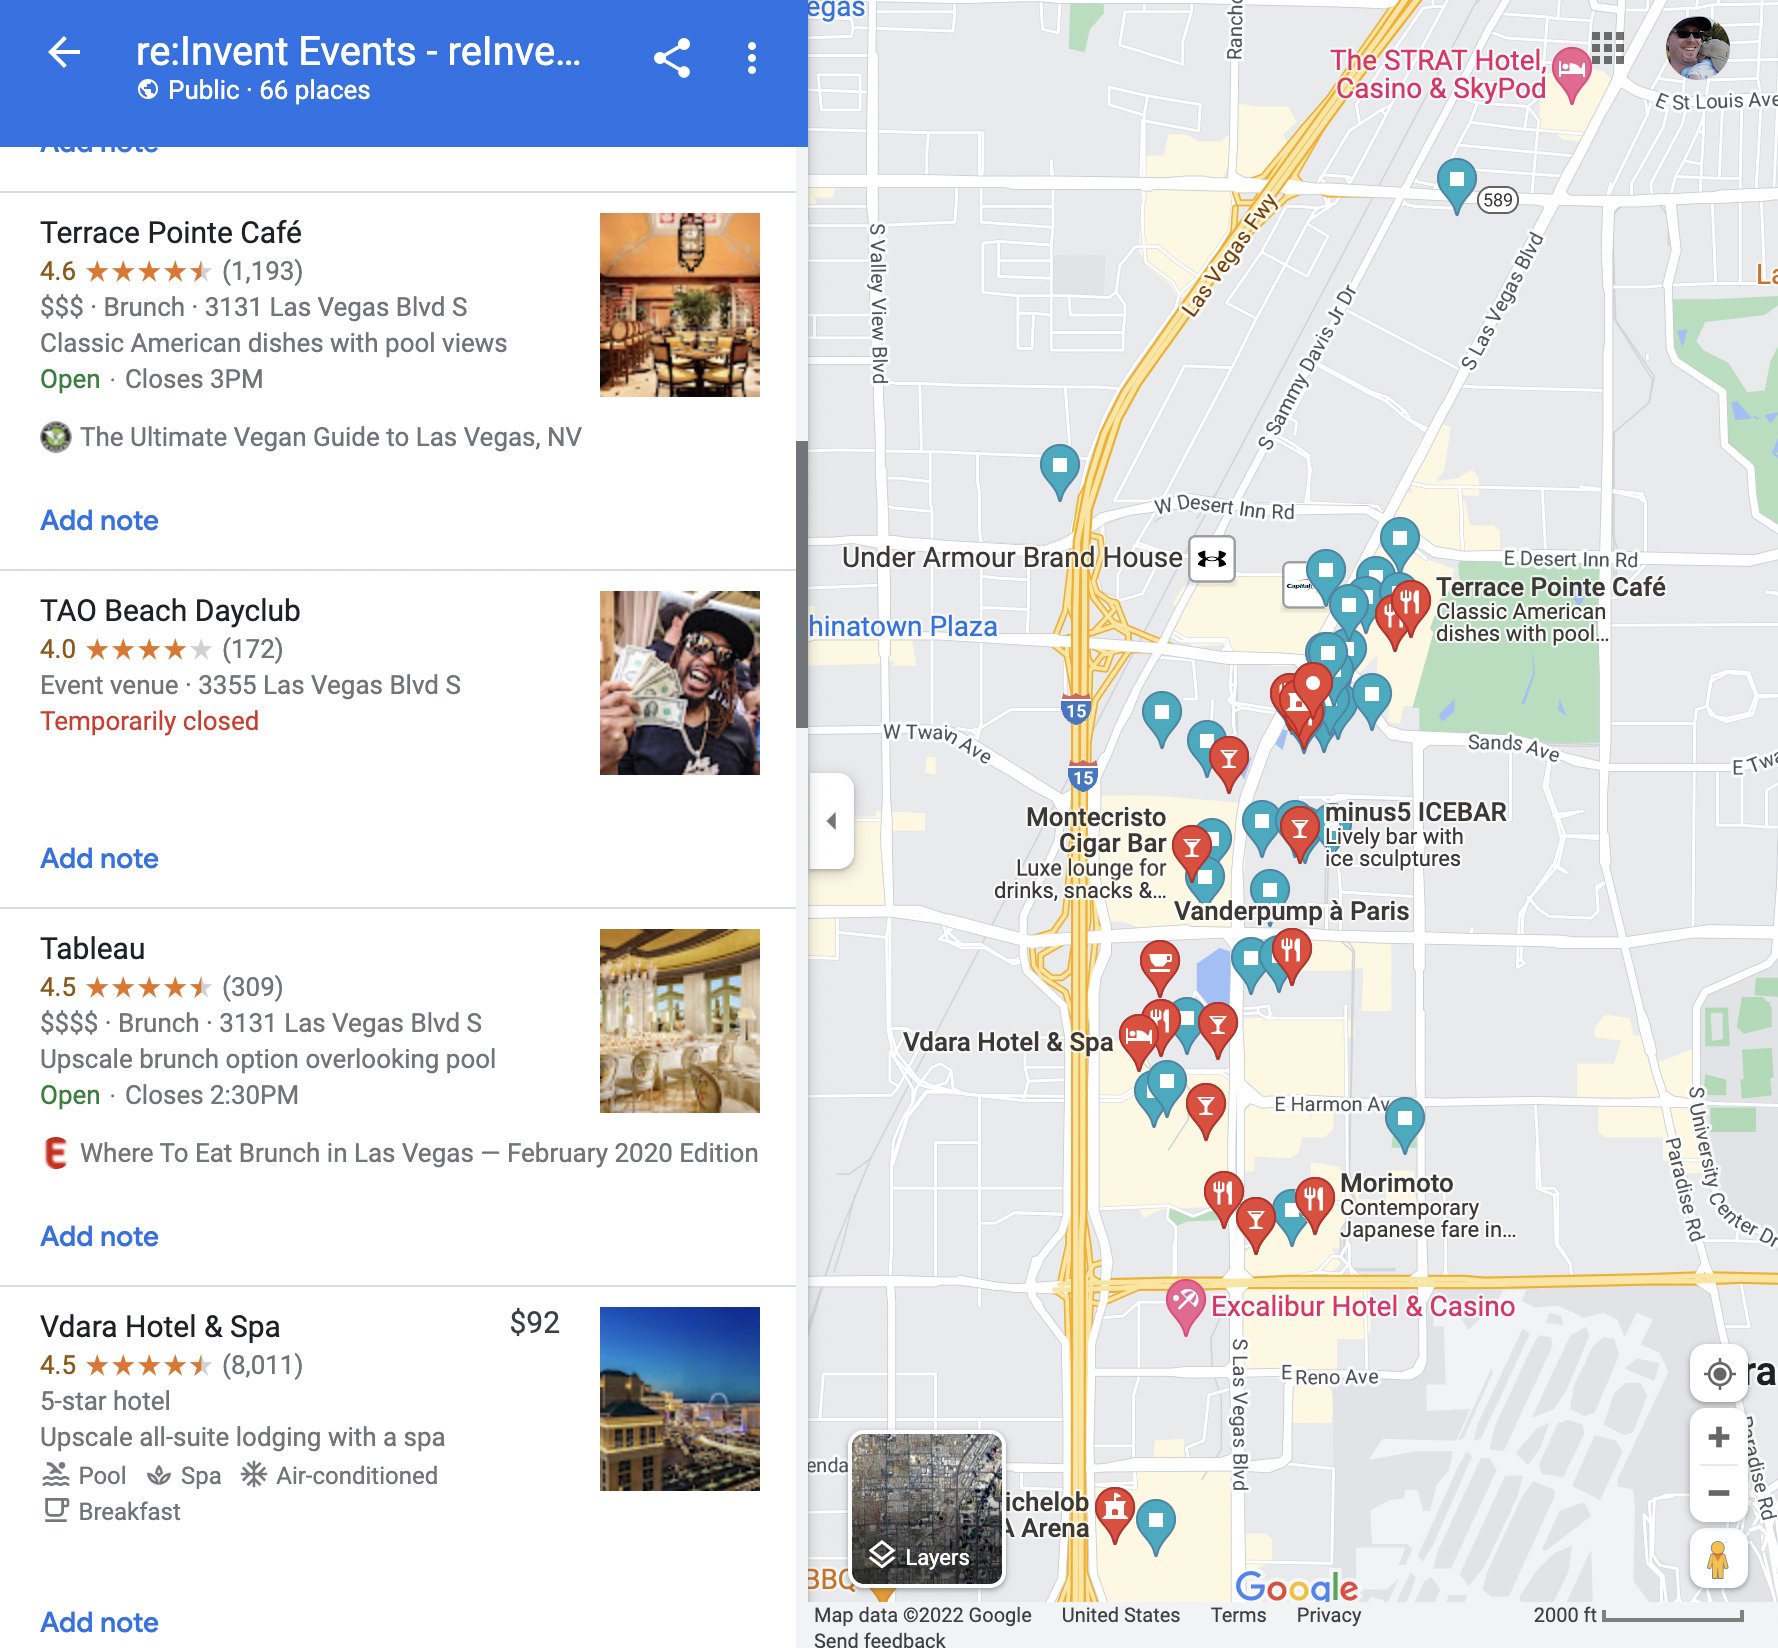 re:Invent Events - reInve...
Public · 66 places
Add note
Terrace Pointe Café
4.6 (1,193)
$$$ · Brunch · 3131 Las Vegas Blvd S
Classic American dishes with pool views
Open · Closes 3PM
The Ultimate Vegan Guide to Las Vegas, NV
Add note
TAO Beach Dayclub
4.0 (172)
Event venue · 3355 Las Vegas Blvd S
Temporarily closed
Add note
Tableau
4.5 (309)
$$$$ · Brunch · 3131 Las Vegas Blvd S
Upscale brunch option overlooking pool
Open · Closes 2:30PM
Where To Eat Brunch in Las Vegas — February 2020 Edition
Add note
Vdara Hotel & Spa $92
4.5 (8,011)
5-star hotel
Upscale all-suite lodging with a spa
Pool Spa Air-conditioned
Breakfast
Add note
egas
Rancho
The STRAT Hotel,
Casino & SkyPod
E St Louis Ave
589
Las Vegas Fwy
S Valley View Blvd
S Las Vegas Blvd
S Sammy Davis Jr Dr
La
W Desert Inn Rd
Under Armour Brand House
E Desert Inn Rd
Terrace Pointe Café
Classic American
dishes with pool...
hinatown Plaza
15
W Twain Ave
Sands Ave
E Twa
15
Montecristo
Cigar Bar
Luxe lounge for
drinks, snacks &...
minus5 ICEBAR
Lively bar with
ice sculptures
Vanderpump à Paris
Vdara Hotel & Spa
E Harmon Av
S University Center Dr
Paradise Rd
Morimoto
Contemporary
Japanese fare in...
Excalibur Hotel & Casino
S Las Vegas Blvd
E Reno Ave
ra
Paradise Rd
enda
ichelob
A Arena
Layers
BBQ
Google
Map data ©2022 Google United States Terms Privacy 2000 ft
Send feedback